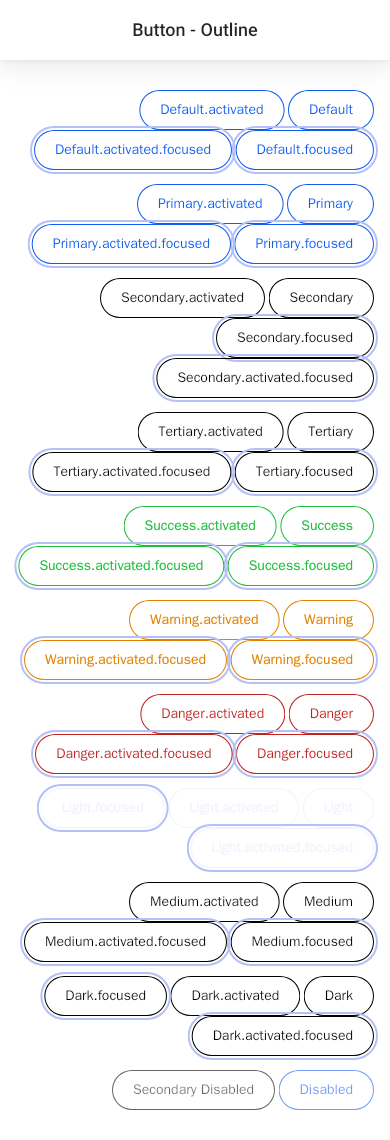 Button - Outline
Default.activated Default
Default.activated.focused Default.focused
Primary.activated Primary
Primary.activated.focused Primary.focused
Secondary.activated Secondary
Secondary.focused
Secondary.activated.focused
Tertiary.activated Tertiary
Tertiary.activated.focused Tertiary.focused
Success.activated Success
Success.activated.focused Success.focused
Warning.activated Warning
Warning.activated.focused Warning.focused
Danger.activated Danger
Danger.activated.focused Danger.focused
Light.focused Light.activated Light
Light.activated.focused
Medium.activated Medium
Medium.activated.focused Medium.focused
Dark.focused Dark.activated Dark
Dark.activated.focused
Secondary Disabled Disabled